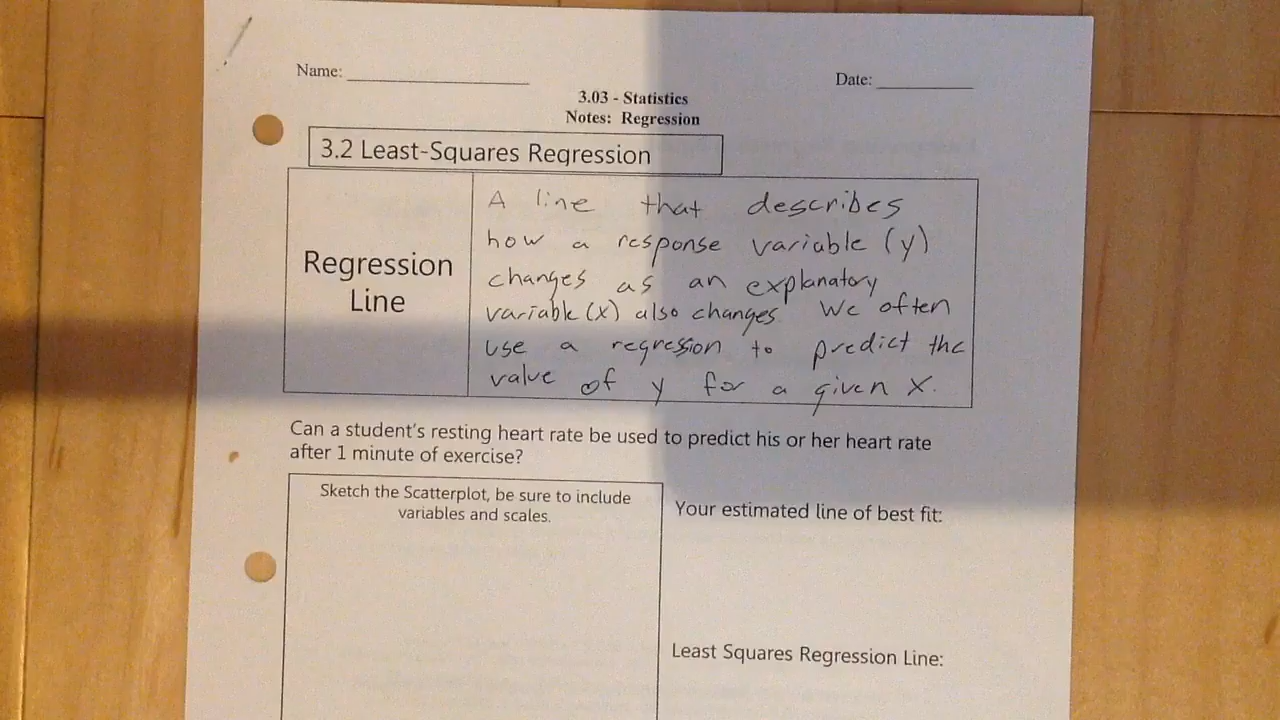 Name: _______________ Date: _______________
3.03 - Statistics
Notes: Regression
3.2 Least-Squares Regression
Regression
Line
A line that describes
how a response variable (y)
changes as an explanatory
variable (x) also changes. We often
use a regression to predict the
value of y for a given x.
Can a student's resting heart rate be used to predict his or her heart rate
after 1 minute of exercise?
Sketch the Scatterplot, be sure to include
variables and scales.
Your estimated line of best fit:
Least Squares Regression Line: